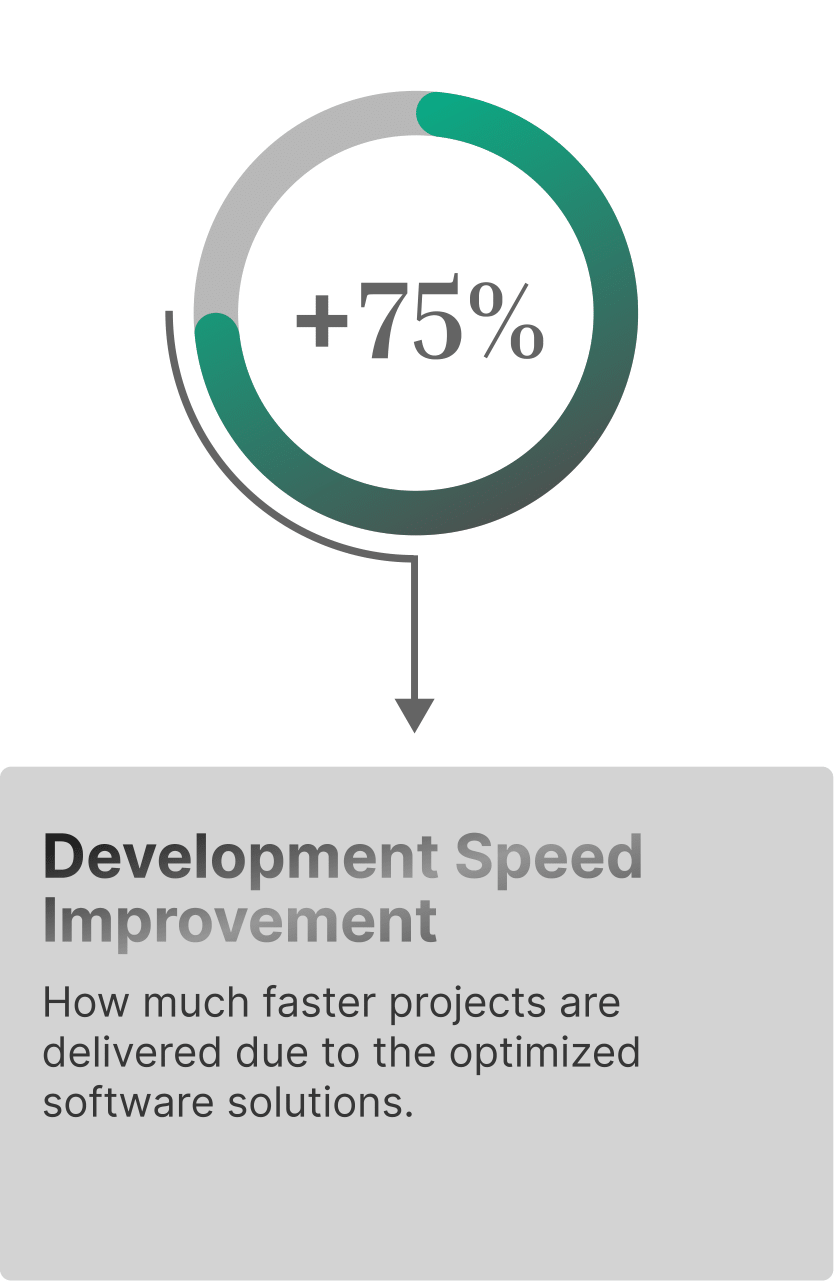 +75%
Development Speed
Improvement
How much faster projects are
delivered due to the optimized
software solutions.